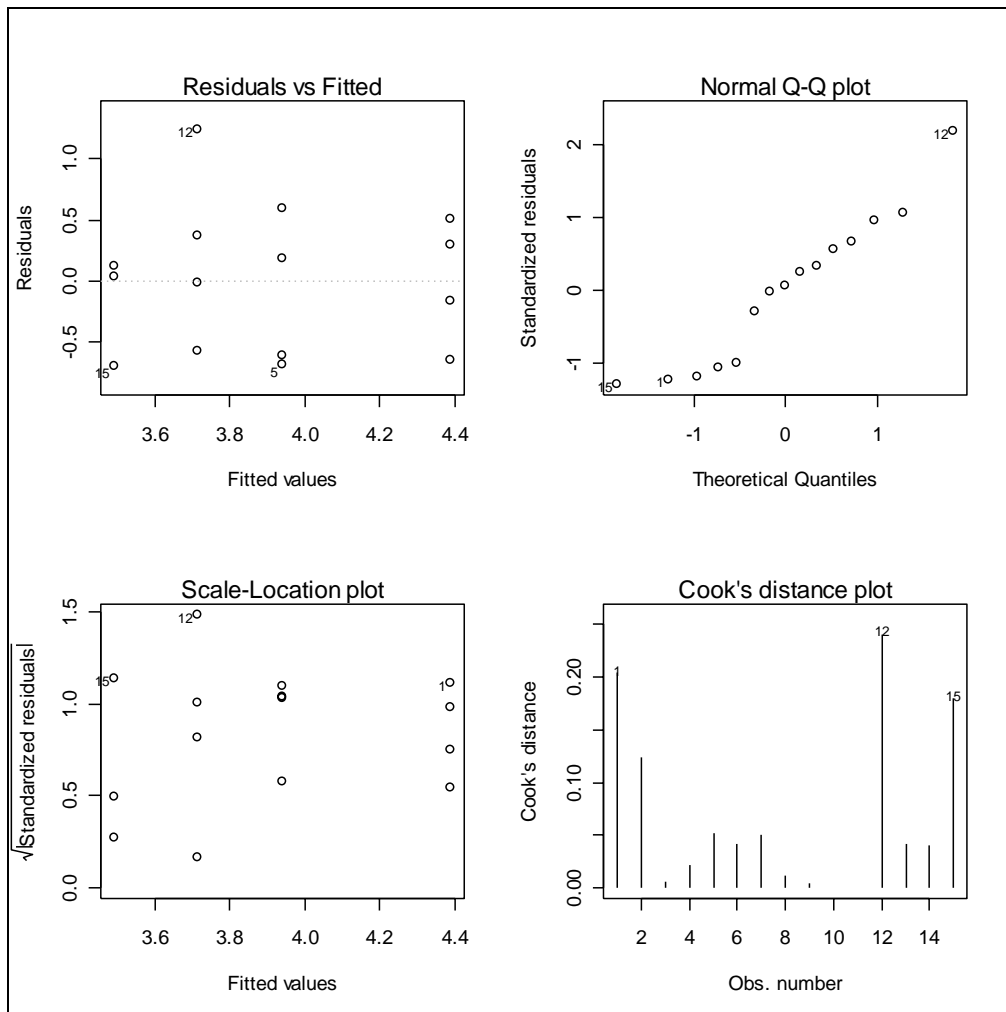 Residuals vs Fitted
Residuals
-0.5 0.0 0.5 1.0
12
15
5
3.6 3.8 4.0 4.2 4.4
Fitted values
Normal Q-Q plot
Standardized residuals
-1 0 1 2
12
15
1
-1 0 1
Theoretical Quantiles
Scale-Location plot
√|Standardized residuals|
0.0 0.5 1.0 1.5
12
15
1
3.6 3.8 4.0 4.2 4.4
Fitted values
Cook's distance plot
Cook's distance
0.00 0.10 0.20
1
12
15
2 4 6 8 10 12 14
Obs. number